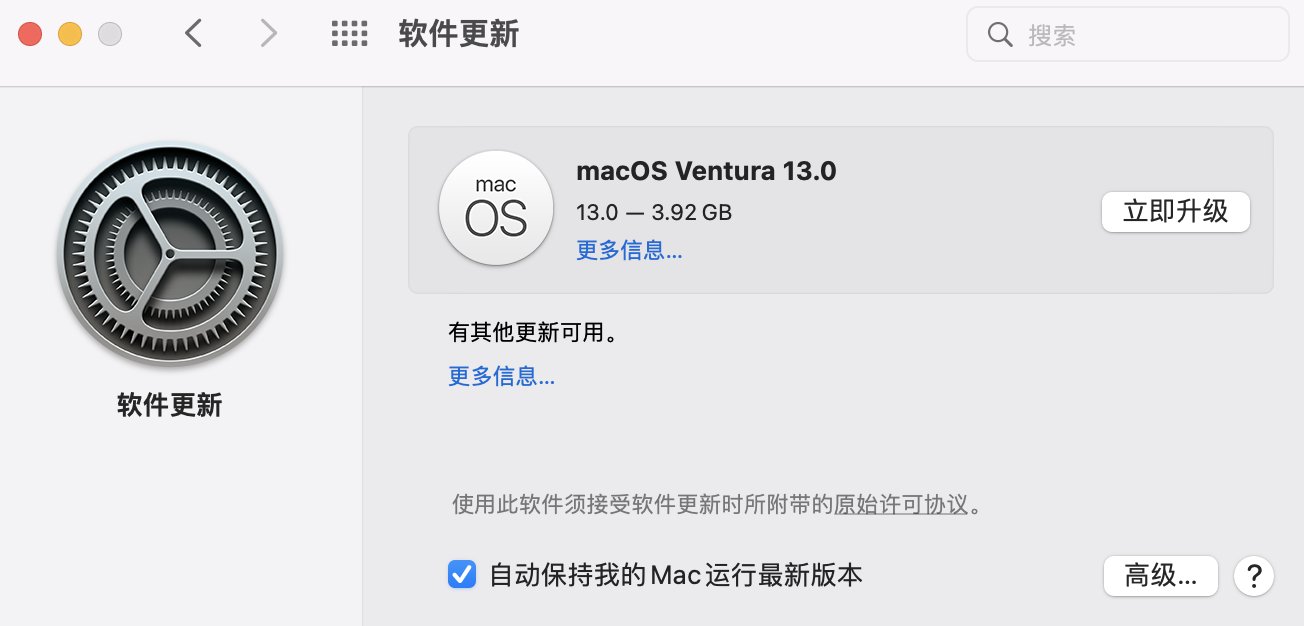 软件更新
搜索
mac
OS
macOS Ventura 13.0
13.0 — 3.92 GB
更多信息...
立即升级
软件更新
有其他更新可用。
更多信息...
使用此软件须接受软件更新时所附带的原始许可协议。
自动保持我的Mac运行最新版本
高级...
?